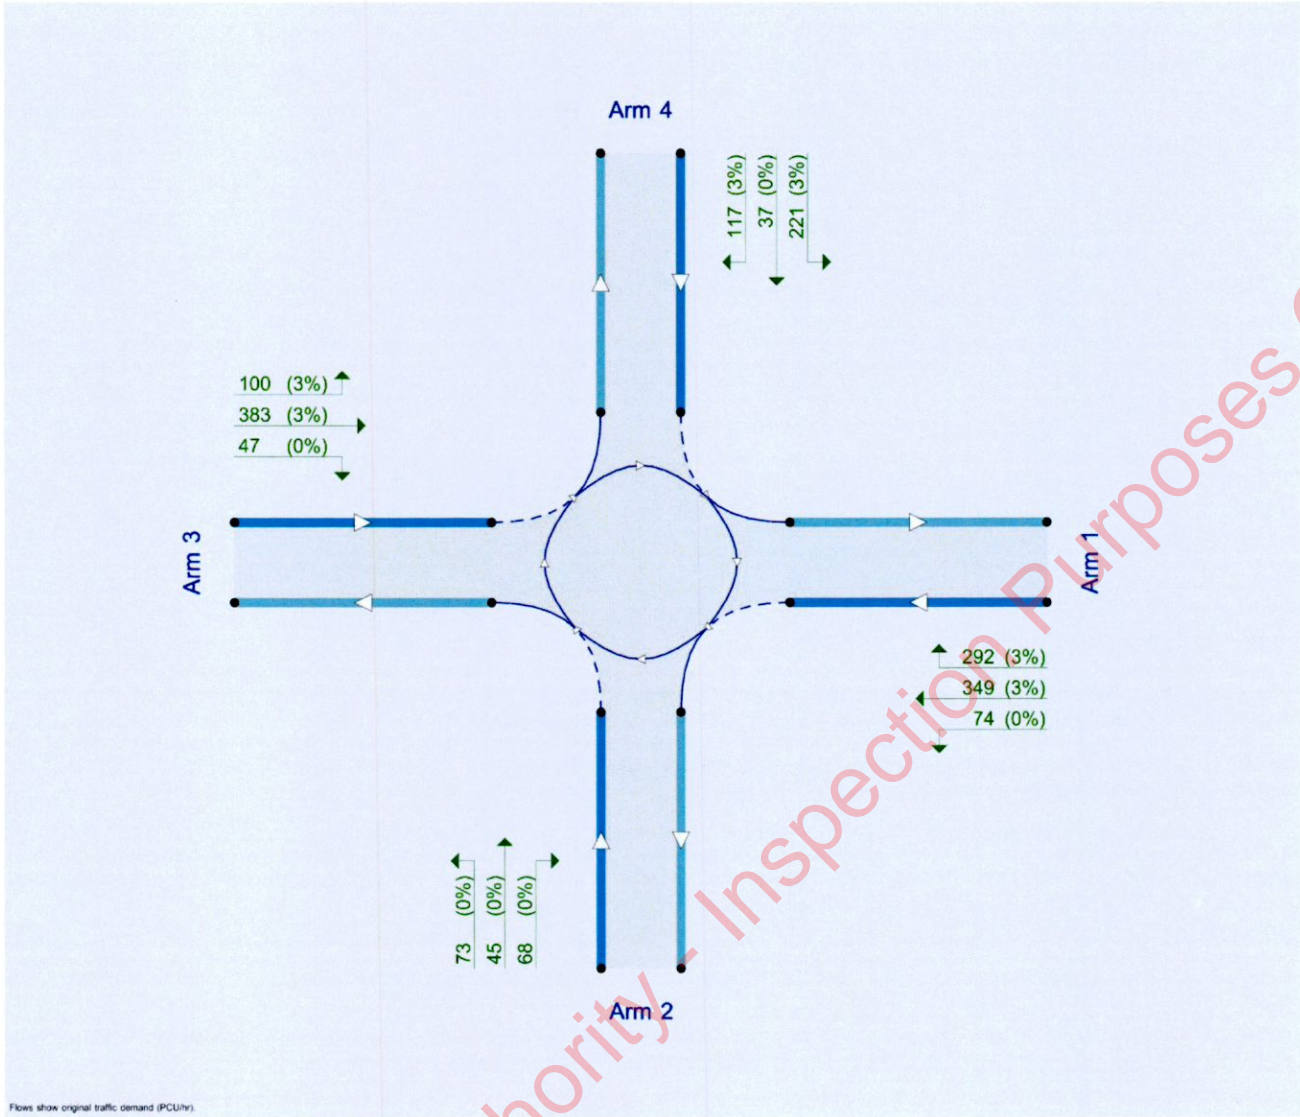 Arm 4
117 (3%)
37 (0%)
221 (3%)
100 (3%)
383 (3%)
47 (0%)
Arm 3
Arm 1
292 (3%)
349 (3%)
74 (0%)
73 (0%)
45 (0%)
68 (0%)
Arm 2
Flows show original traffic demand (PCU/hr).
hority - Inspection Purposes